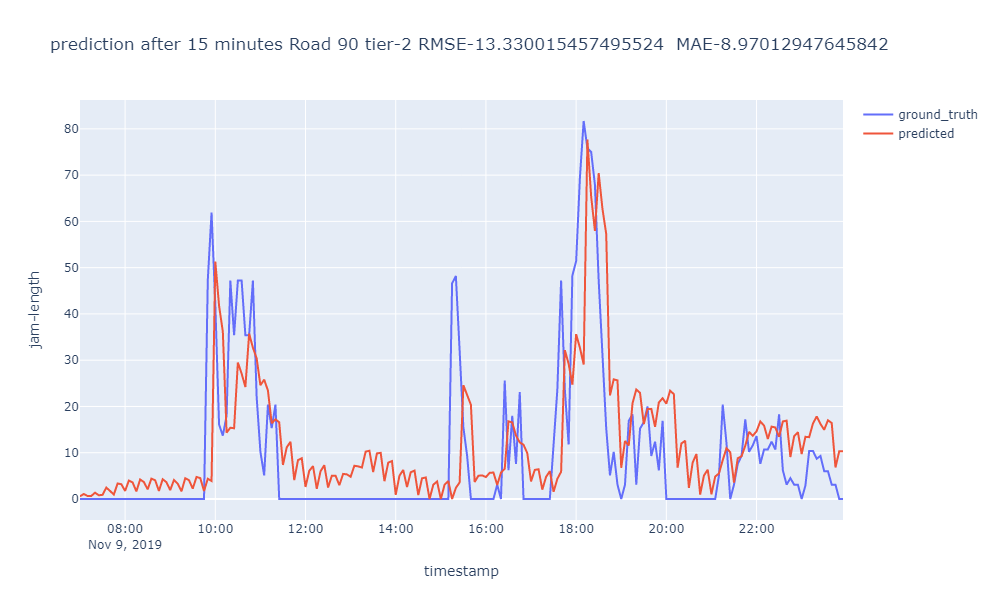 prediction after 15 minutes Road 90 tier-2 RMSE-13.330015457495524  MAE-8.97012947645842
ground_truth
predicted
80
70
60
50
40
30
20
10
0
jam-length
08:00 10:00 12:00 14:00 16:00 18:00 20:00 22:00
Nov 9, 2019
timestamp